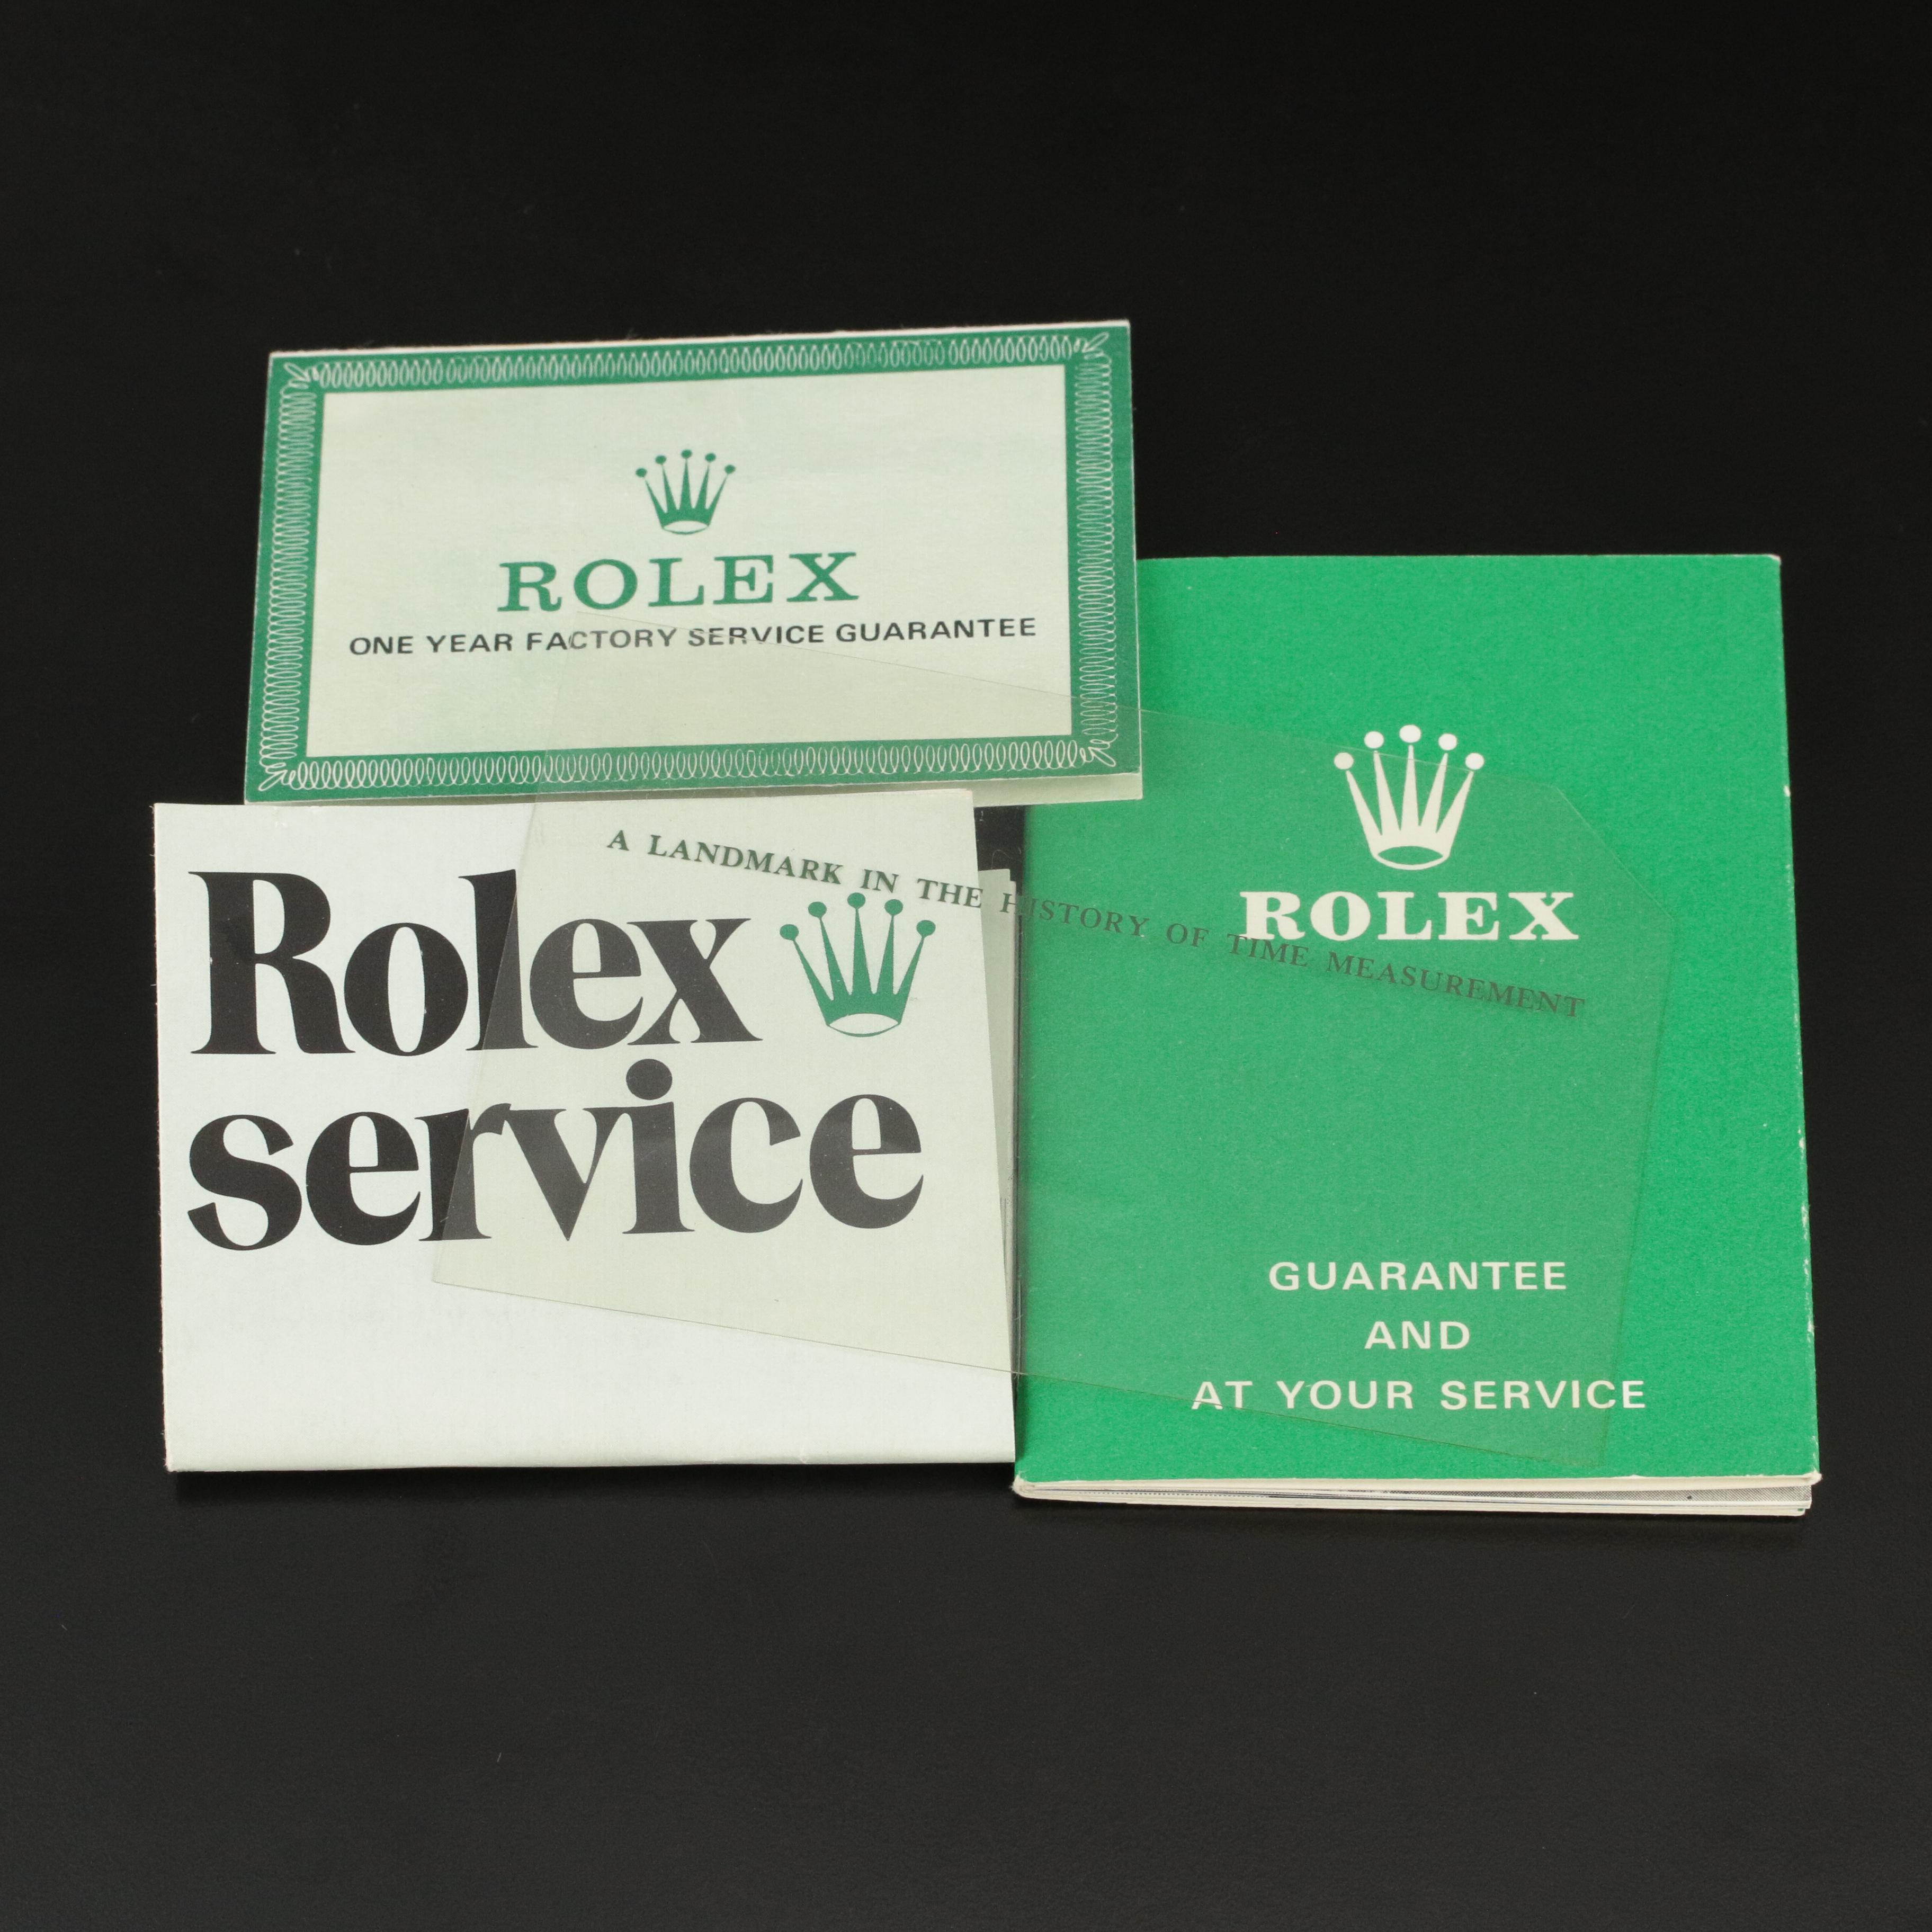 ROLEX
ONE YEAR FACTORY SERVICE GUARANTEE
Rolex
service
A LANDMARK IN THE HISTORY OF TIME MEASUREMENT
ROLEX
GUARANTEE
AND
AT YOUR SERVICE